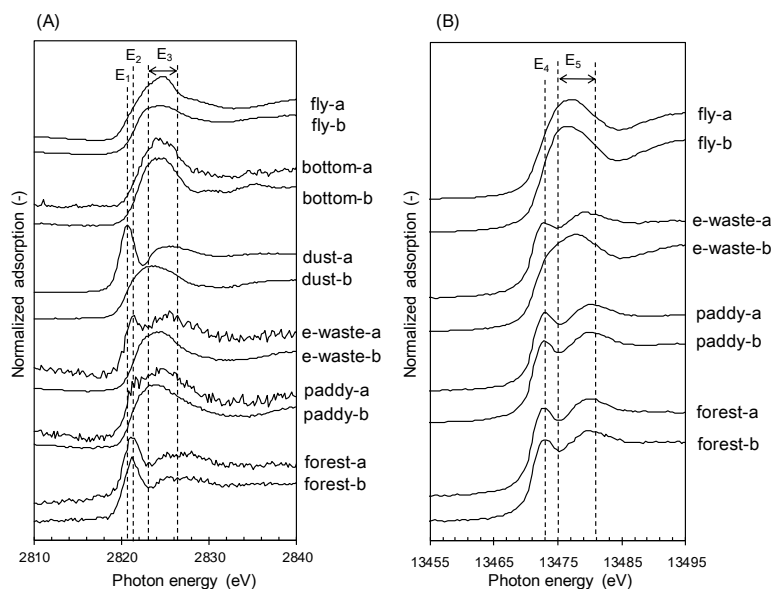 (A)
E1
E2
E3
fly-a
fly-b
bottom-a
bottom-b
dust-a
dust-b
e-waste-a
e-waste-b
paddy-a
paddy-b
forest-a
forest-b
Normalized adsorption (-)
2810 2820 2830 2840
Photon energy (eV)
(B)
E4
E5
fly-a
fly-b
e-waste-a
e-waste-b
paddy-a
paddy-b
forest-a
forest-b
Normalized adsorption (-)
13455 13465 13475 13485 13495
Photon energy (eV)